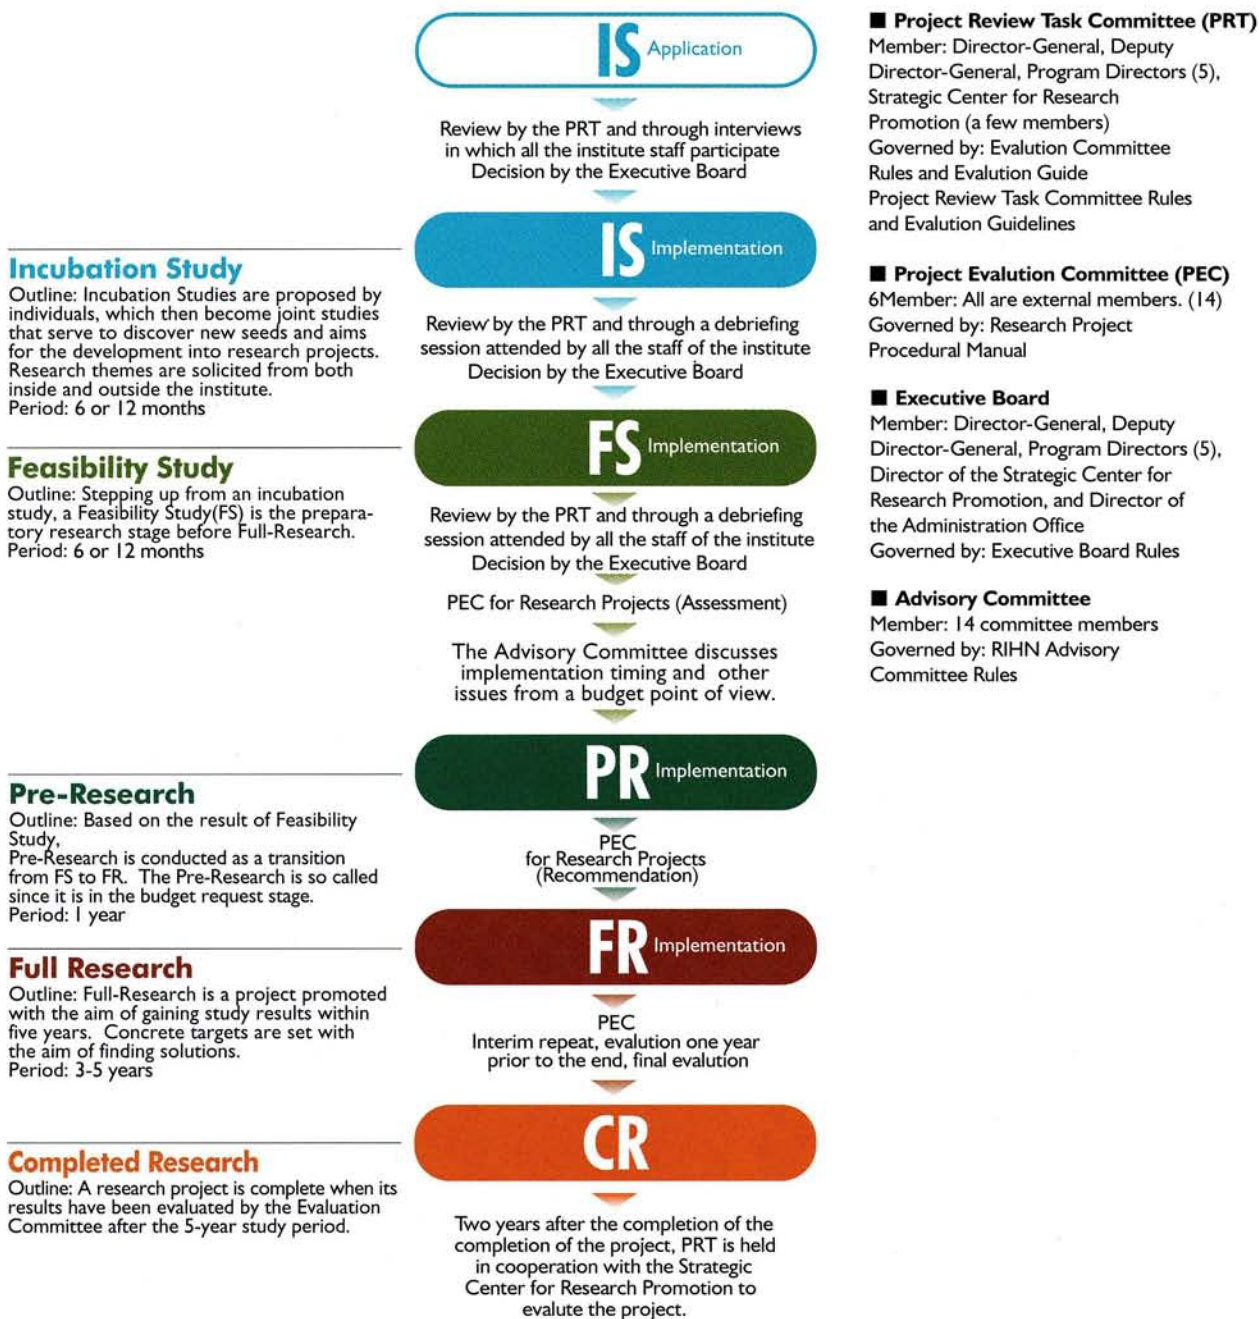 IS Application
Review by the PRT and through interviews
in which all the institute staff participate
Decision by the Executive Board
IS Implementation
Review by the PRT and through a debriefing
session attended by all the staff of the institute
Decision by the Executive Board
FS Implementation
Review by the PRT and through a debriefing
session attended by all the staff of the institute
Decision by the Executive Board
PEC for Research Projects (Assessment)
The Advisory Committee discusses
implementation timing and other
issues from a budget point of view.
PR Implementation
PEC
for Research Projects
(Recommendation)
FR Implementation
PEC
Interim repeat, evalution one year
prior to the end, final evalution
CR
Two years after the completion of the
completion of the project, PRT is held
in cooperation with the Strategic
Center for Research Promotion to
evalute the project.
Incubation Study
Outline: Incubation Studies are proposed by
individuals, which then become joint studies
that serve to discover new seeds and aims
for the development into research projects.
Research themes are solicited from both
inside and outside the institute.
Period: 6 or 12 months
Feasibility Study
Outline: Stepping up from an incubation
study, a Feasibility Study(FS) is the prepara-
tory research stage before Full-Research.
Period: 6 or 12 months
Pre-Research
Outline: Based on the result of Feasibility
Study,
Pre-Research is conducted as a transition
from FS to FR. The Pre-Research is so called
since it is in the budget request stage.
Period: 1 year
Full Research
Outline: Full-Research is a project promoted
with the aim of gaining study results within
five years. Concrete targets are set with
the aim of finding solutions.
Period: 3-5 years
Completed Research
Outline: A research project is complete when its
results have been evaluated by the Evaluation
Committee after the 5-year study period.
■ Project Review Task Committee (PRT)
Member: Director-General, Deputy
Director-General, Program Directors (5),
Strategic Center for Research
Promotion (a few members)
Governed by: Evalution Committee
Rules and Evalution Guide
Project Review Task Committee Rules
and Evalution Guidelines
■ Project Evalution Committee (PEC)
6Member: All are external members. (14)
Governed by: Research Project
Procedural Manual
■ Executive Board
Member: Director-General, Deputy
Director-General, Program Directors (5),
Director of the Strategic Center for
Research Promotion, and Director of
the Administration Office
Governed by: Executive Board Rules
■ Advisory Committee
Member: 14 committee members
Governed by: RIHN Advisory
Committee Rules